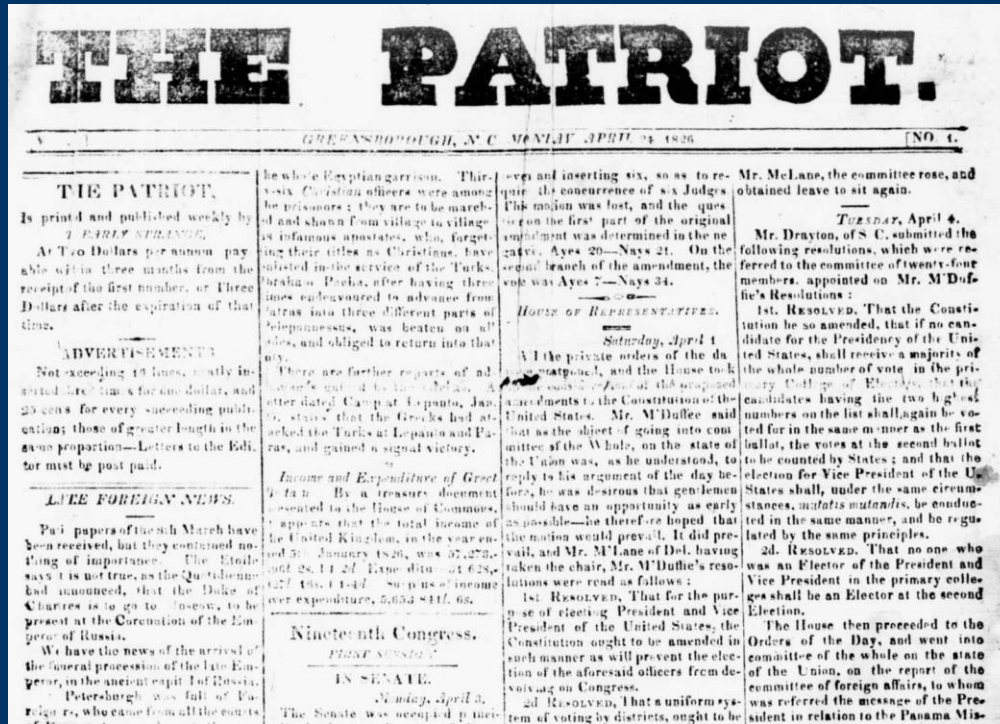 THE PATRIOT.
GREENSBOROUGH, N. C. MONDAY APRIL 24 1826
[NO. 1.
THE PATRIOT,
Is printed and published weekly by
T. EARLY STRANGE,
At Two Dollars per annum pay
able within three months from the
receipt of the first number, or Three
Dollars after the expiration of that
time.
ADVERTISEMENTS
Not exceeding 16 lines, neatly in-
serted three times for one dollar, and
25 cents for every succeeding publi-
cation; those of greater length in the
same proportion—Letters to the Edi-
tor must be post paid.
LATE FOREIGN NEWS.
Paris papers of the 8th March have
been received, but they contained no-
thing of importance. The Etoile
says it is not true, as the Quotidienne
had announced, that the Duke of
Chartres is to go to Moscow, to be
present at the Coronation of the Em-
peror of Russia.
We have the news of the arrival of
the funeral procession of the late Em-
peror, in the ancient capital of Russia.
Petersburgh was full of Fo-
reigners, who came from all the courts
he whole Egyptian garrison. Thir-
y-six Christian officers were among
he prisoners; they are to be march-
d and shown from village to village
s infamous apostates, who, forget-
ing their titles as Christians, have
nlisted in the service of the Turks.
brahim Pacha, after having three
imes endeavoured to advance from
Patras into three different parts of
Pelepannessus, was beaten on all
ides, and obliged to return into that
ity.
There are further reports of ad
A
etter dated Camp at Lepanto, Jan.
states that the Greeks had at-
acked the Turks at Lepanto and Pa-
ras, and gained a signal victory.
Income and Expenditure of Great
By a treasury document
resented to the House of Commons,
t appears that the total income of
he United Kingdom, in the year en-
ed 5th January 1826, was 57,273,-
Surplus of income
over expenditure, 5,653 841l. 6s.
Nineteenth Congress.
FIRST SESSION
IN SENATE.
Monday, April 3.
The Senate was occupied princi-
ever and inserting six, so as to re-
quire the concurrence of six Judges
This motion was lost, and the ques
tion on the first part of the original
amendment was determined in the ne
gative. Ayes 20—Nays 21. On the
second branch of the amendment, the
vote was Ayes 7—Nays 34.
HOUSE OF REPRESENTATIVES.
Saturday, April 1
All the private orders of the da
were postponed, and the House took
the consideration of the proposed
amendments to the Constitution of the
United States. Mr. M'Duffee said
that as the object of going into com
mittee of the Whole, on the state of
the Union was, as he understood, to
reply to his argument of the day be-
fore, he was desirous that gentlemen
should have an opportunity as early
as possible—he therefore hoped that
the motion would prevail. It did pre-
vail, and Mr. M'Lane of Del. having
taken the chair, Mr. M'Duffie's reso-
lutions were read as follows:
1st. RESOLVED, That for the pur-
pose of electing President and Vice
President of the United States, the
Constitution ought to be amended in
such manner as will prevent the elec-
tion of the aforesaid officers from de-
volving on Congress.
2d RESOLVED, That a uniform sys-
tem of voting by districts, ought to be
Mr. McLane, the committee rose, and
obtained leave to sit again.
TUESDAY, April 4.
Mr. Drayton, of S C, submitted the
following resolutions, which were re-
ferred to the committee of twenty-four
members, appointed on Mr. M'Duf-
fie's Resolutions:
1st. RESOLVED, That the Consti-
tution be so amended, that if no can-
didate for the Presidency of the Uni-
ted States, shall receive a majority of
the whole number of vote, in the pri-
mary College of Electors, that the
candidates having the two highest
numbers on the list shall, again be vo-
ted for in the same manner as the first
ballot, the votes at the second ballot
to be counted by States; and that the
election for Vice President of the U.
States shall, under the same circum-
stances, mutatis mutandis, be conduc-
ted in the same manner, and be regu-
lated by the same principles.
2d. RESOLVED, That no one who
was an Elector of the President and
Vice President in the primary colle-
ges shall be an Elector at the second
Election.
The House then proceeded to the
Orders of the Day, and went into
committee of the whole on the state
of the Union, on the report of the
committee of foreign affairs, to whom
was referred the message of the Pre-
sident in relation to the Panama Mis-